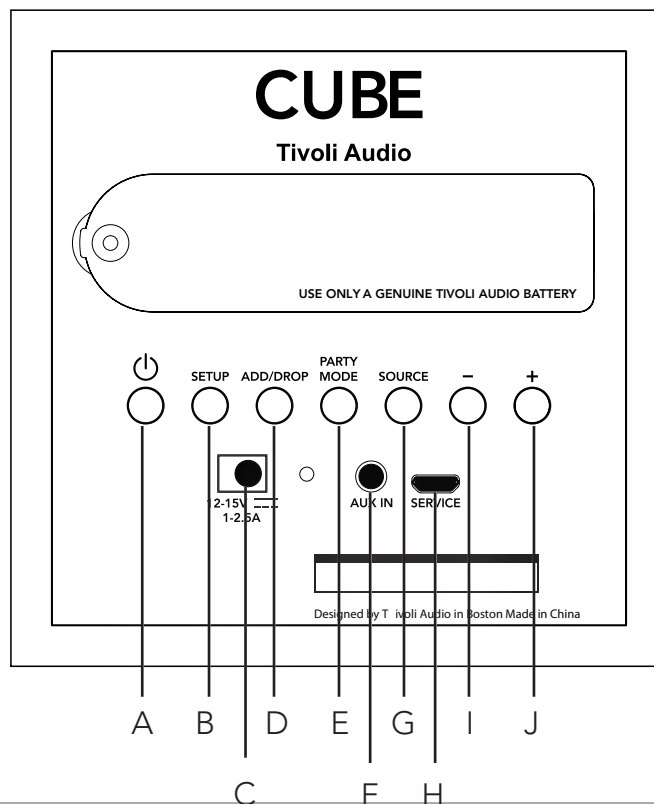 CUBE
Tivoli Audio
USE ONLY A GENUINE TIVOLI AUDIO BATTERY
SETUP ADD/DROP PARTY MODE SOURCE − +
12-15V
1-2.5A
AUX IN SERVICE
Designed by T ivoli Audio in Boston Made in China
A B D E G I J
C F H